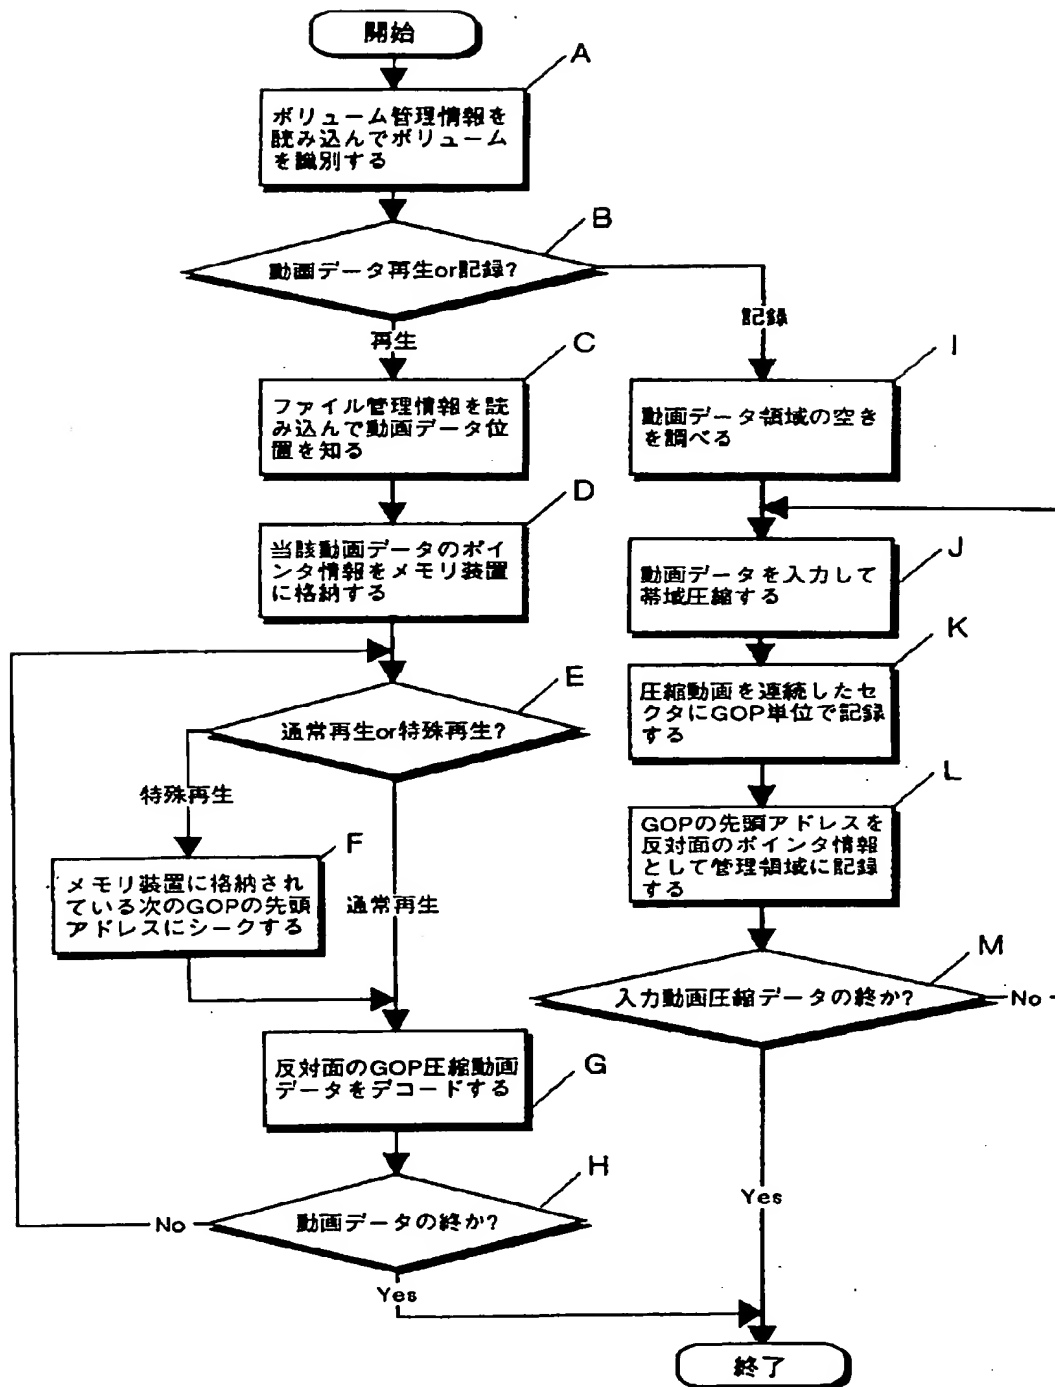 開始
A
ボリューム管理情報を
読み込んでボリューム
を識別する
B
動画データ再生or記録?
再生
記録
C
ファイル管理情報を読
み込んで動画データ位
置を知る
D
当該動画データのポイ
ンタ情報をメモリ装置
に格納する
E
通常再生or特殊再生?
特殊再生
F
メモリ装置に格納され
ている次のGOPの先頭
アドレスにシークする
通常再生
反対面のGOP圧縮動画
データをデコードする
G
H
動画データの終か?
No
Yes
I
動画データ領域の空き
を調べる
J
動画データを入力して
帯域圧縮する
K
圧縮動画を連続したセ
クタにGOP単位で記録
する
L
GOPの先頭アドレスを
反対面のポインタ情報
として管理領域に記録
する
M
入力動画圧縮データの終か?
No
Yes
終了